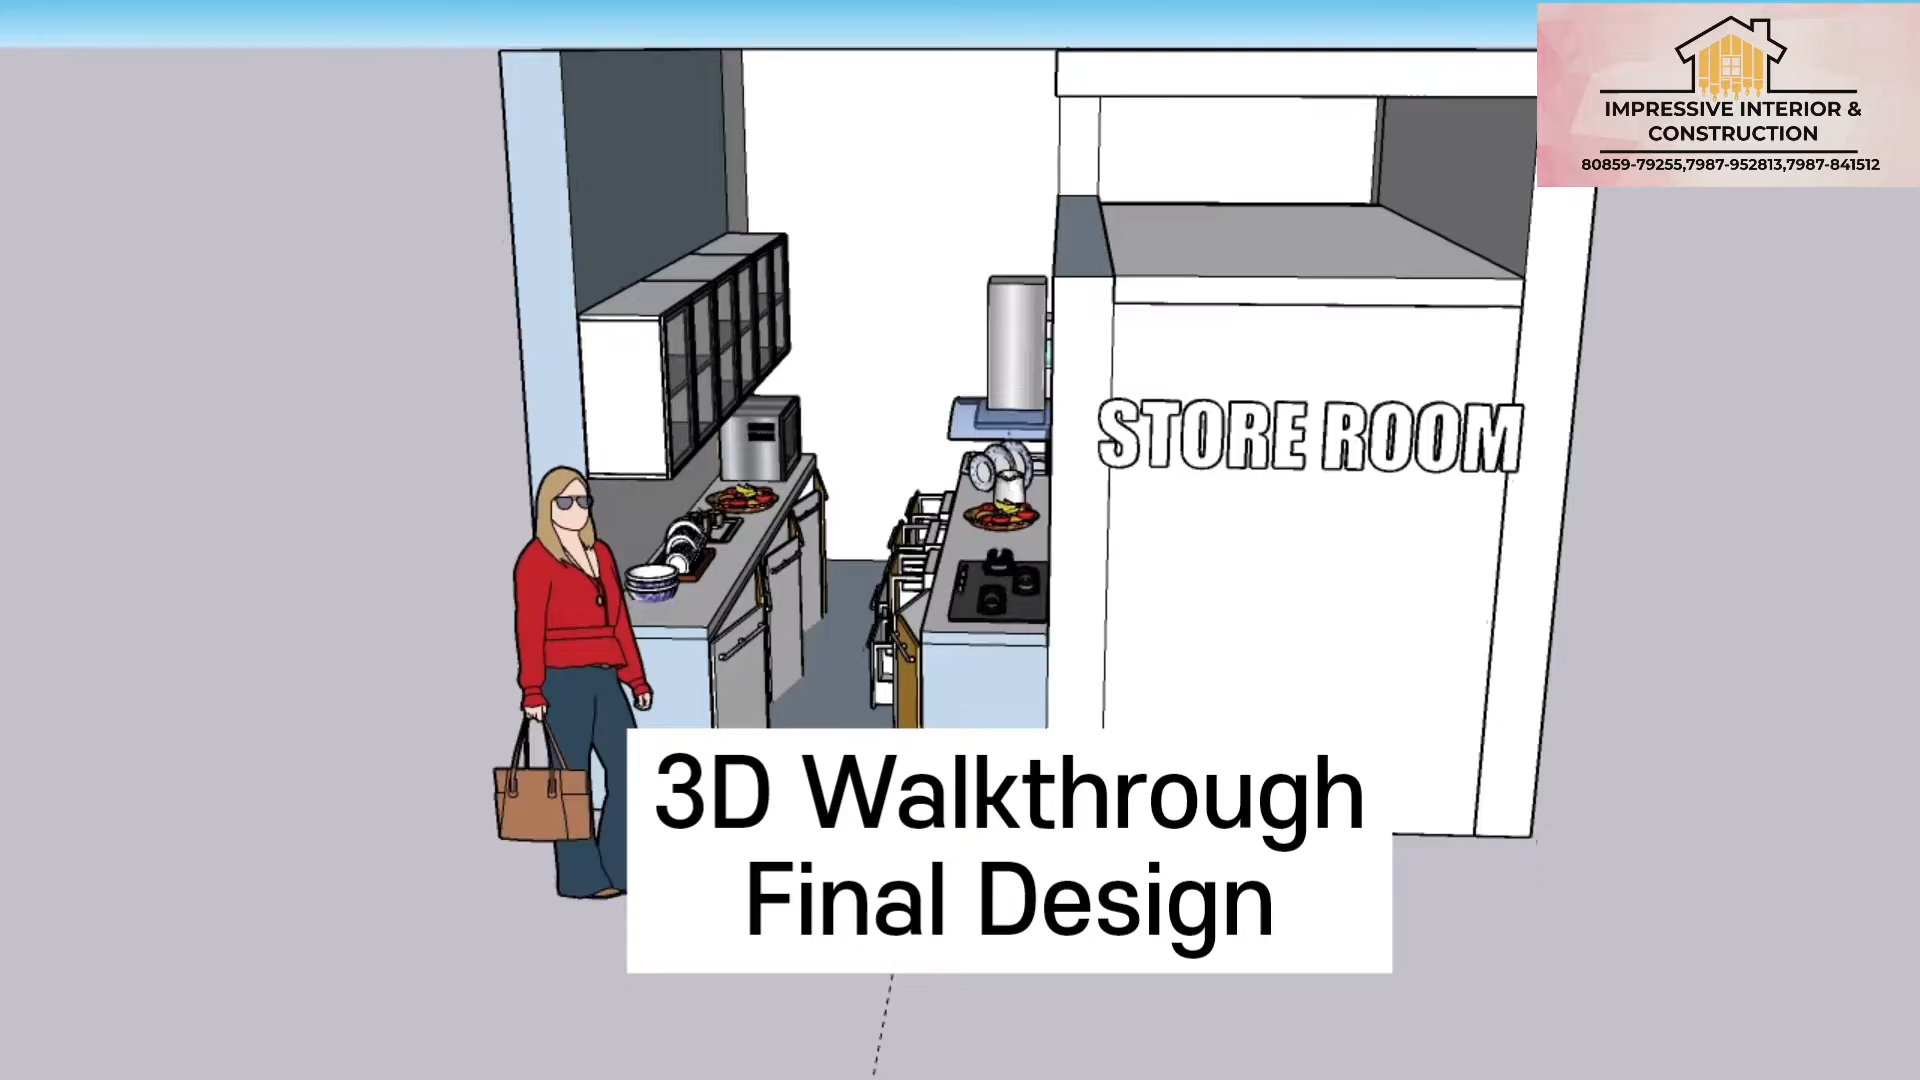 IMPRESSIVE INTERIOR &
CONSTRUCTION
80859-79255,7987-952813,7987-841512
STORE ROOM
3D Walkthrough
Final Design